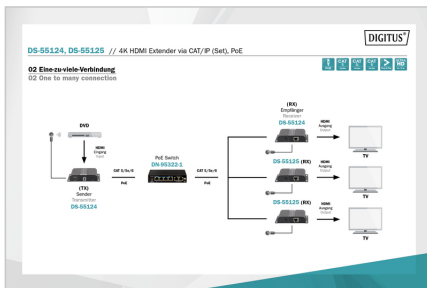 DIGITUS®
DS-55124, DS-55125 // 4K HDMI Extender via CAT/IP (Set), PoE
02 Eine-zu-viele-Verbindung
02 One to many connection
DVD
HDMI
Eingang
Input
(TX)
Sender
Transmitter
DS-55124
CAT 5/5e/6
PoE
PoE Switch
DN-95322-1
CAT 5/5e/6
PoE
(RX)
Empfänger
Receiver
DS-55124
HDMI
Ausgang
Output
TV
DS-55125 (RX)
HDMI
Ausgang
Output
TV
DS-55125 (RX)
HDMI
Ausgang
Output
TV